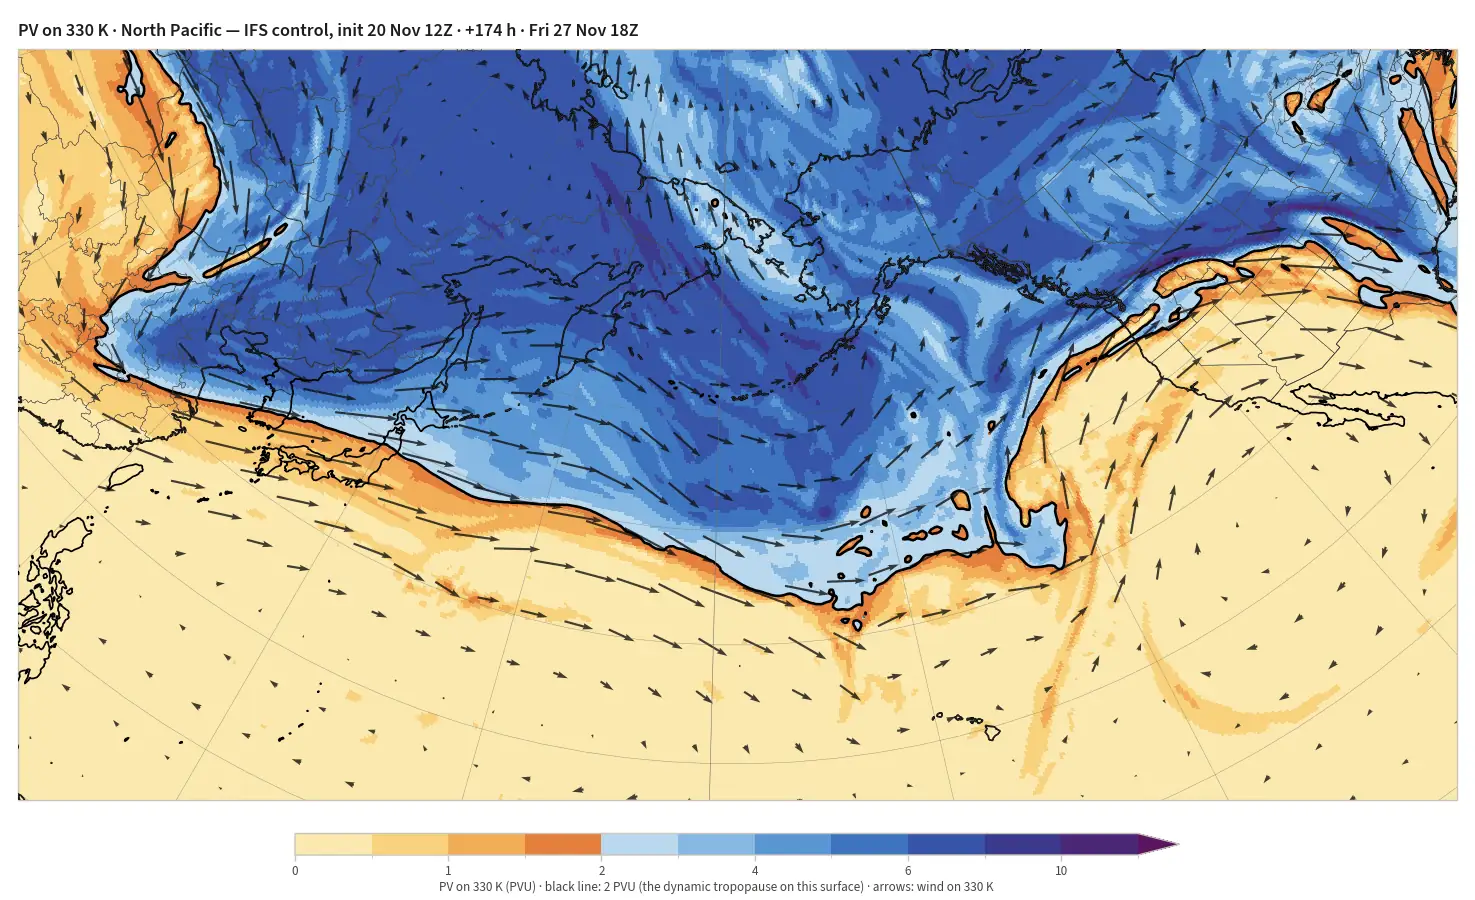 PV on 330 K · North Pacific — IFS control, init 20 Nov 12Z · +174 h · Fri 27 Nov 18Z
0 1 2 4 6 10
PV on 330 K (PVU) · black line: 2 PVU (the dynamic tropopause on this surface) · arrows: wind on 330 K